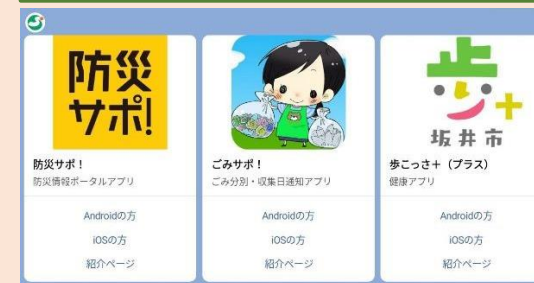 防災
サポ!
防災サポ！
防災情報ポータルアプリ
Androidの方
iOSの方
紹介ページ
ごみサポ！
ごみ分別・収集日通知アプリ
Androidの方
iOSの方
紹介ページ
歩
+
坂井市
歩こっさ＋（プラス）
健康アプリ
Androidの方
iOSの方
紹介ページ